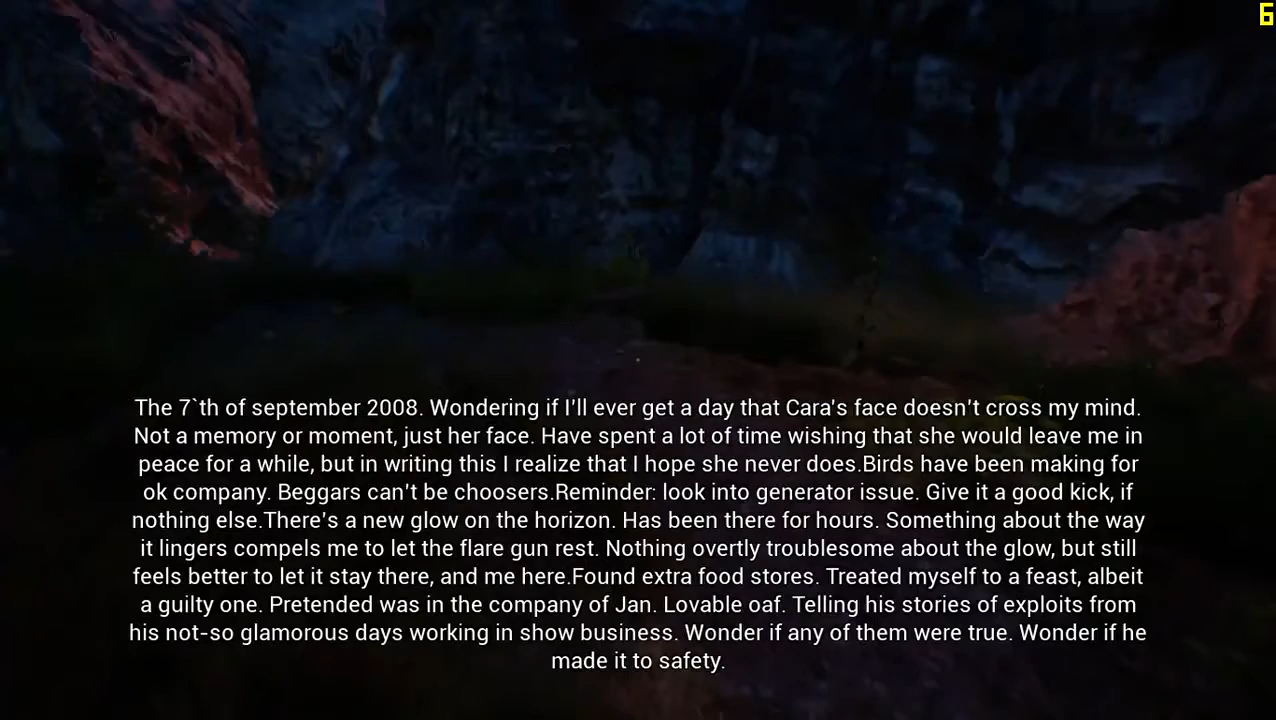 6
The 7`th of september 2008. Wondering if I'll ever get a day that Cara's face doesn't cross my mind.
Not a memory or moment, just her face. Have spent a lot of time wishing that she would leave me in
peace for a while, but in writing this I realize that I hope she never does.Birds have been making for
ok company. Beggars can't be choosers.Reminder: look into generator issue. Give it a good kick, if
nothing else.There's a new glow on the horizon. Has been there for hours. Something about the way
it lingers compels me to let the flare gun rest. Nothing overtly troublesome about the glow, but still
feels better to let it stay there, and me here.Found extra food stores. Treated myself to a feast, albeit
a guilty one. Pretended was in the company of Jan. Lovable oaf. Telling his stories of exploits from
his not-so glamorous days working in show business. Wonder if any of them were true. Wonder if he
made it to safety.